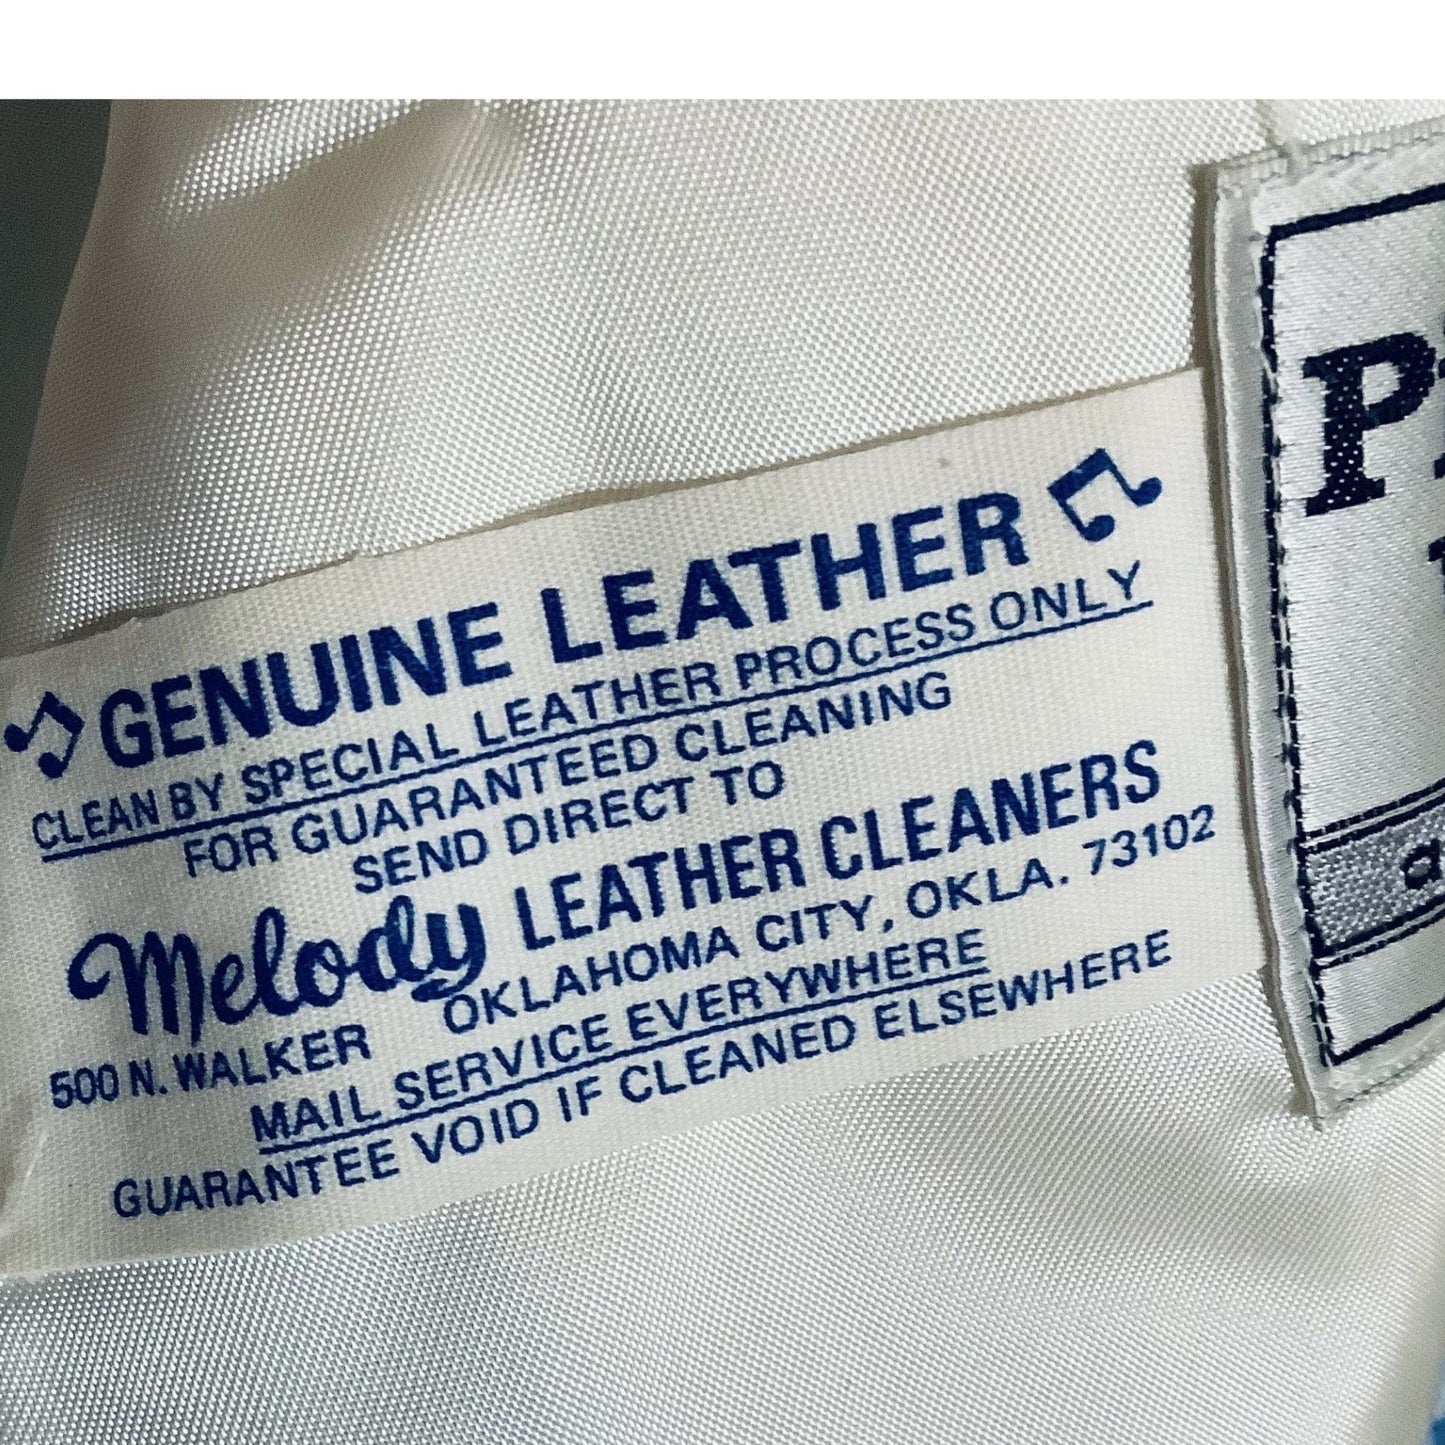 GENUINE LEATHER
CLEAN BY SPECIAL LEATHER PROCESS ONLY
FOR GUARANTEED CLEANING
SEND DIRECT TO
Melody LEATHER CLEANERS
500 N. WALKER OKLAHOMA CITY, OKLA. 73102
MAIL SERVICE EVERYWHERE
GUARANTEE VOID IF CLEANED ELSEWHERE